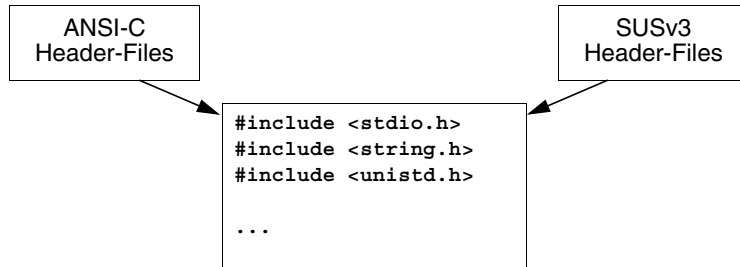 ANSI-C
Header-Files
SUSv3
Header-Files
#include <stdio.h>
#include <string.h>
#include <unistd.h>
...